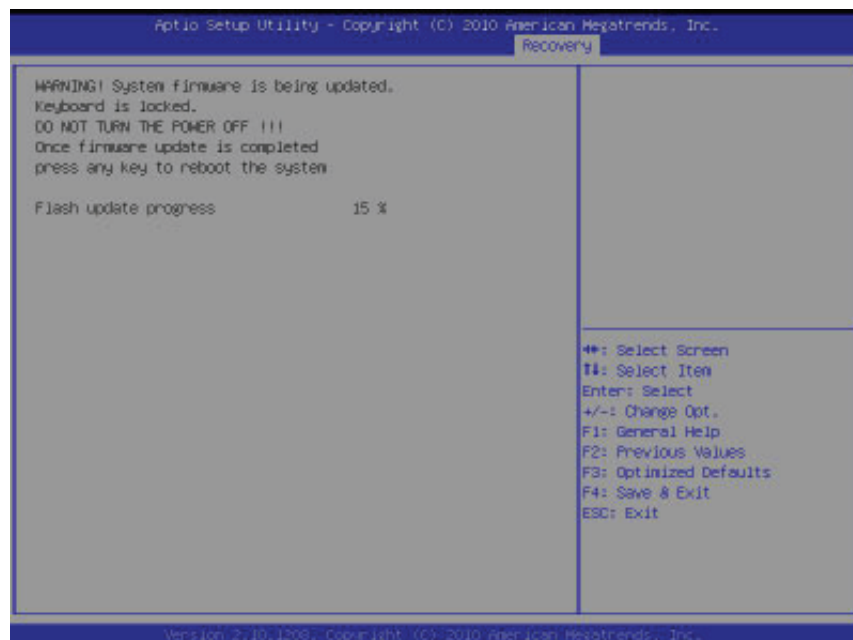 Aptio Setup Utility - Copyright (C) 2010 American Megatrends, Inc.
Recovery
WARNING! System firmware is being updated.
Keyboard is locked.
DO NOT TURN THE POWER OFF !!!
Once firmware update is completed
press any key to reboot the system
Flash update progress 15 %
→←: Select Screen
↑↓: Select Item
Enter: Select
+/-: Change Opt.
F1: General Help
F2: Previous Values
F3: Optimized Defaults
F4: Save & Exit
ESC: Exit
Version 2.10.1208. Copyright (C) 2010 American Megatrends, Inc.